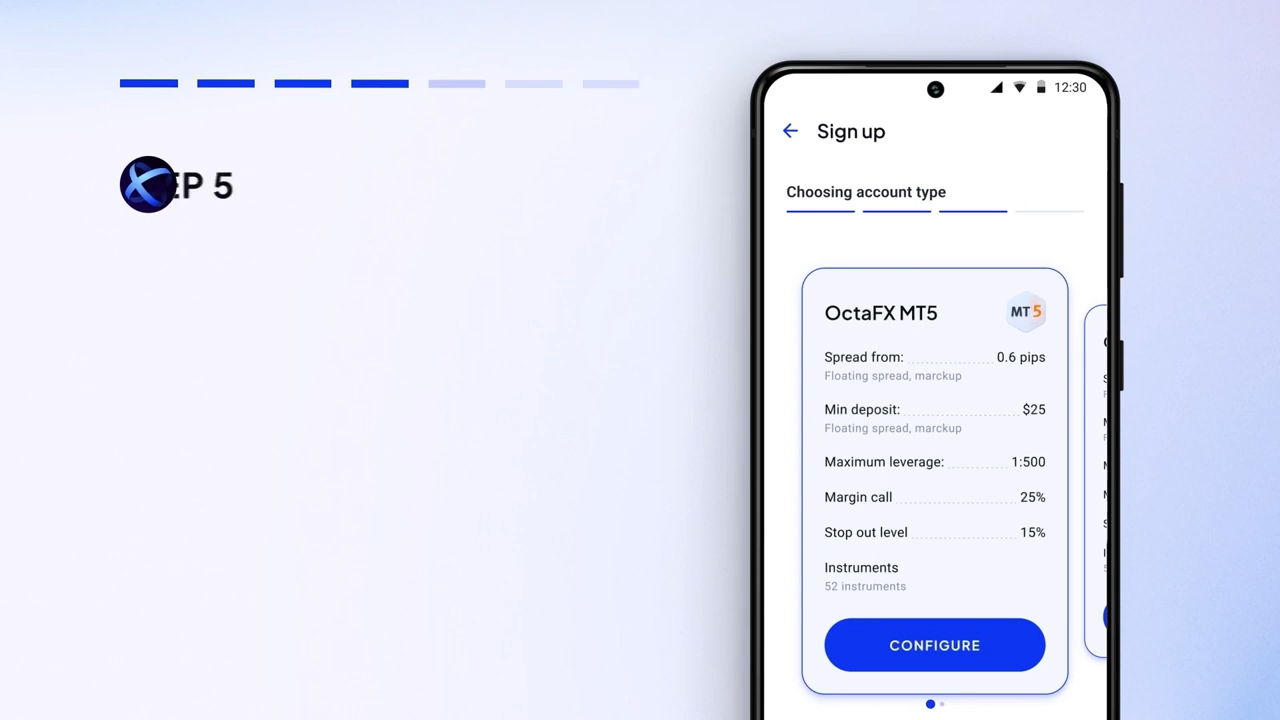 EP 5
12:30
Sign up
Choosing account type
OctaFX MT5
MT5
Spread from: 0.6 pips
Floating spread, marckup
Min deposit: $25
Floating spread, marckup
Maximum leverage: 1:500
Margin call 25%
Stop out level 15%
Instruments
52 instruments
CONFIGURE